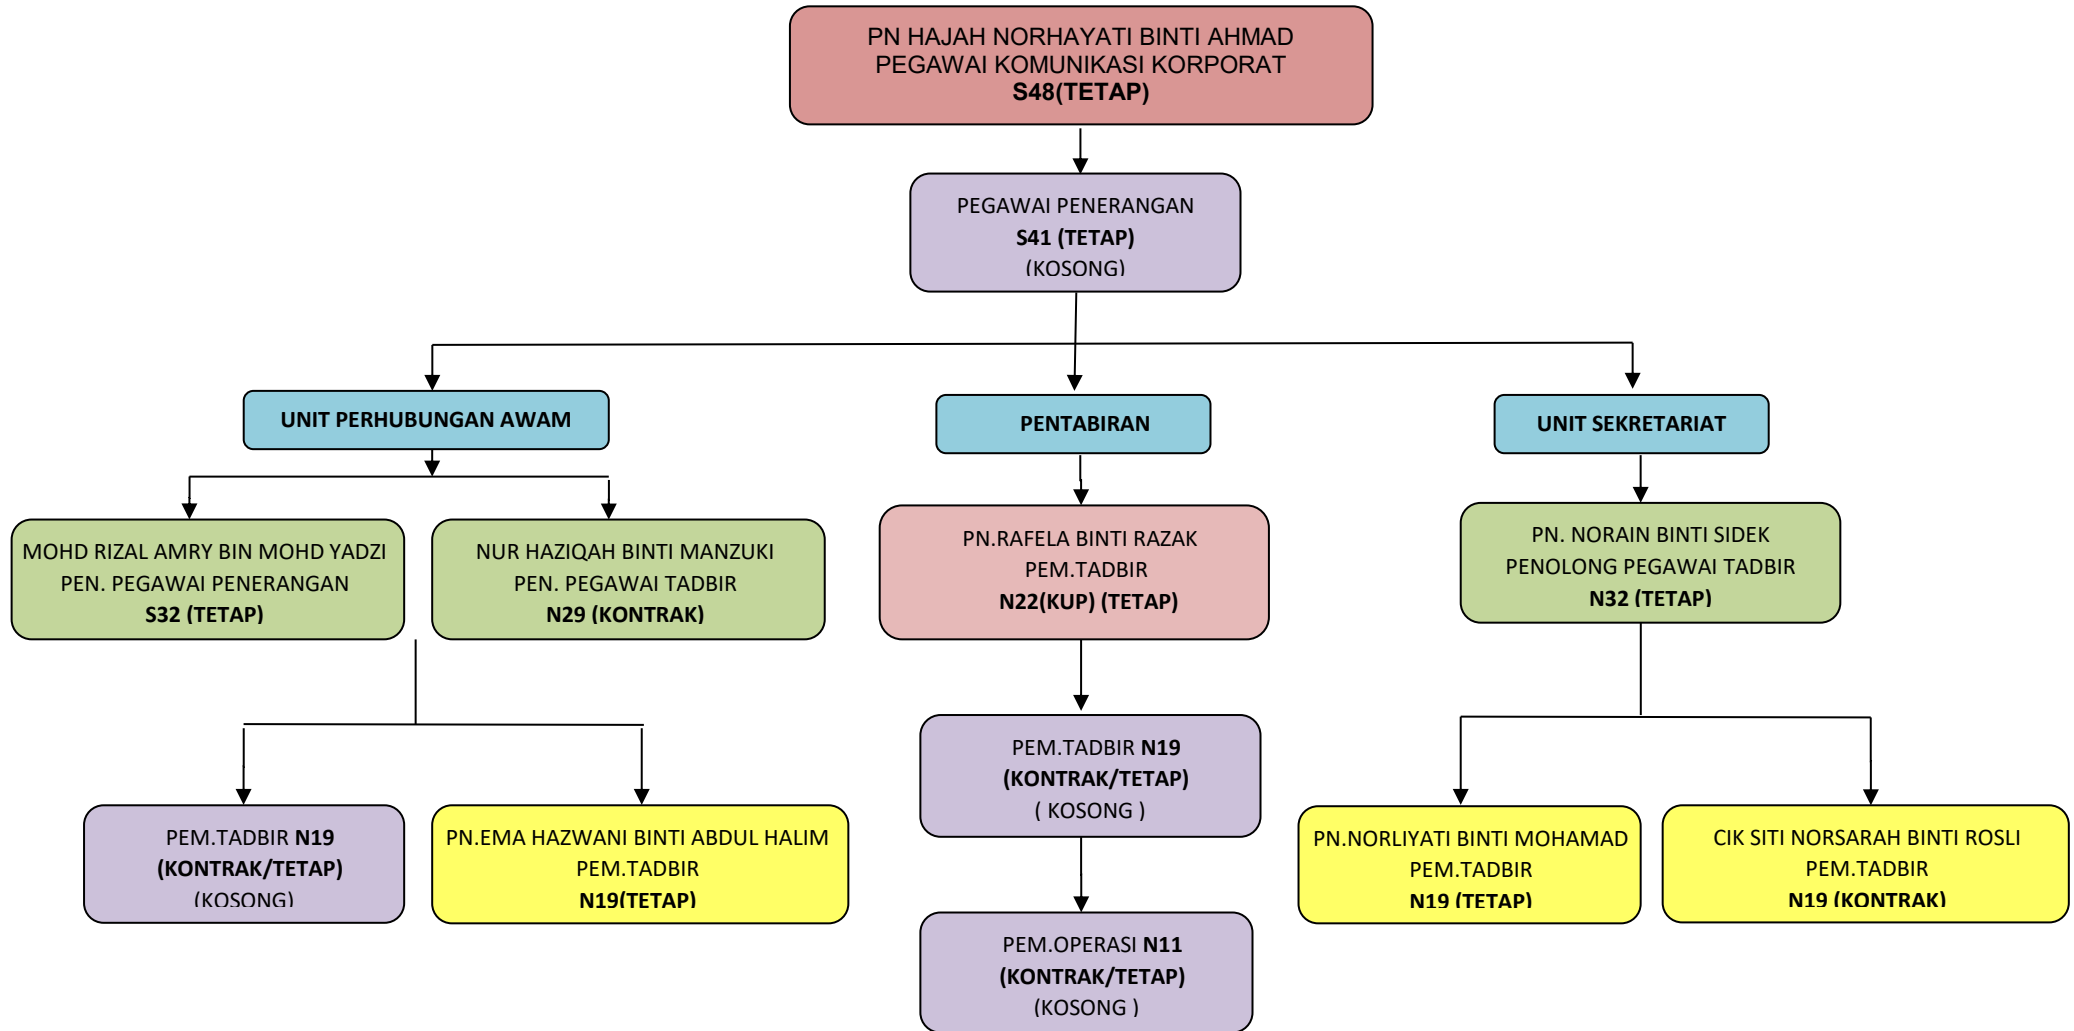 PN HAJAH NORHAYATI BINTI AHMAD
PEGAWAI KOMUNIKASI KORPORAT
S48(TETAP)
PEGAWAI PENERANGAN
S41 (TETAP)
(KOSONG)
UNIT PERHUBUNGAN AWAM
PENTABIRAN
UNIT SEKRETARIAT
MOHD RIZAL AMRY BIN MOHD YADZI
PEN. PEGAWAI PENERANGAN
S32 (TETAP)
NUR HAZIQAH BINTI MANZUKI
PEN. PEGAWAI TADBIR
N29 (KONTRAK)
PN.RAFELA BINTI RAZAK
PEM.TADBIR
N22(KUP) (TETAP)
PN. NORAIN BINTI SIDEK
PENOLONG PEGAWAI TADBIR
N32 (TETAP)
PEM.TADBIR N19
(KONTRAK/TETAP)
(KOSONG)
PN.EMA HAZWANI BINTI ABDUL HALIM
PEM.TADBIR
N19(TETAP)
PEM.TADBIR N19
(KONTRAK/TETAP)
( KOSONG )
PN.NORLIYATI BINTI MOHAMAD
PEM.TADBIR
N19 (TETAP)
CIK SITI NORSARAH BINTI ROSLI
PEM.TADBIR
N19 (KONTRAK)
PEM.OPERASI N11
(KONTRAK/TETAP)
(KOSONG )